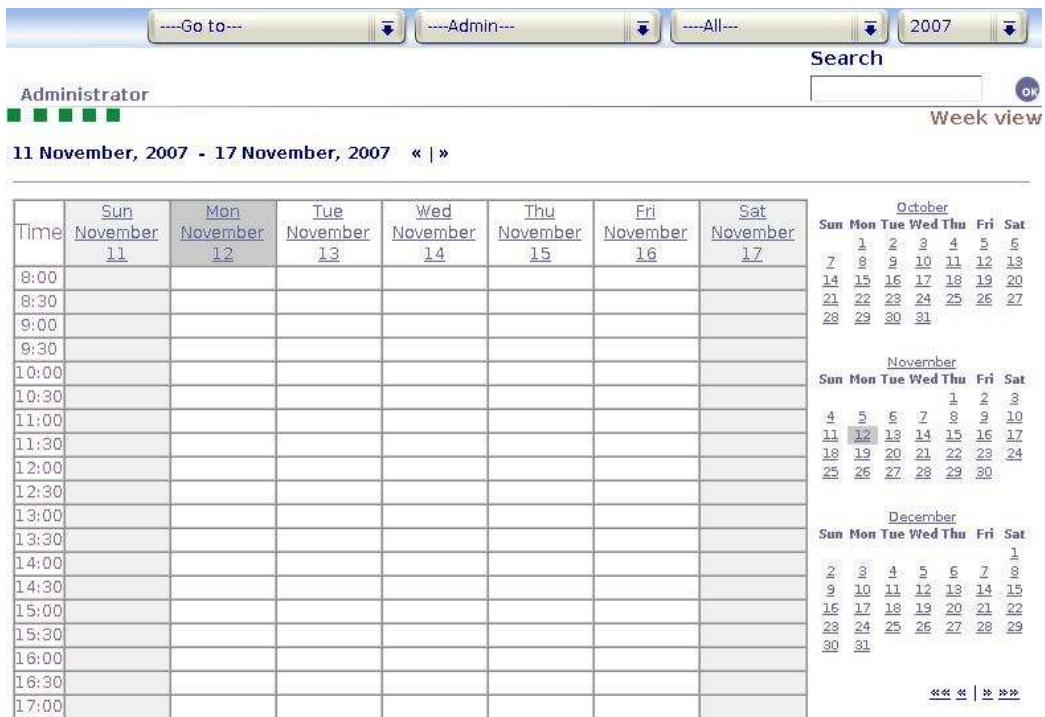 ----Go to--- ----Admin--- ----All--- 2007
Search
Administrator
OK
Week view
11 November, 2007 - 17 November, 2007 « | »
Time Sun November 11 Mon November 12 Tue November 13 Wed November 14 Thu November 15 Fri November 16 Sat November 17
8:00
8:30
9:00
9:30
10:00
10:30
11:00
11:30
12:00
12:30
13:00
13:30
14:00
14:30
15:00
15:30
16:00
16:30
17:00
October
Sun Mon Tue Wed Thu Fri Sat
1 2 3 4 5 6
7 8 9 10 11 12 13
14 15 16 17 18 19 20
21 22 23 24 25 26 27
28 29 30 31
November
Sun Mon Tue Wed Thu Fri Sat
1 2 3
4 5 6 7 8 9 10
11 12 13 14 15 16 17
18 19 20 21 22 23 24
25 26 27 28 29 30
December
Sun Mon Tue Wed Thu Fri Sat
1
2 3 4 5 6 7 8
9 10 11 12 13 14 15
16 17 18 19 20 21 22
23 24 25 26 27 28 29
30 31
«« « | » »»